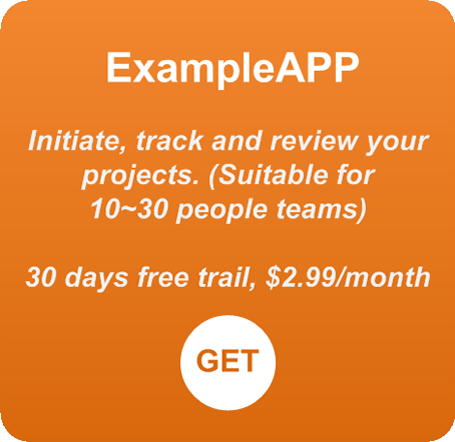 ExampleAPP
Initiate, track and review your
projects. (Suitable for
10~30 people teams)
30 days free trail, $2.99/month
GET